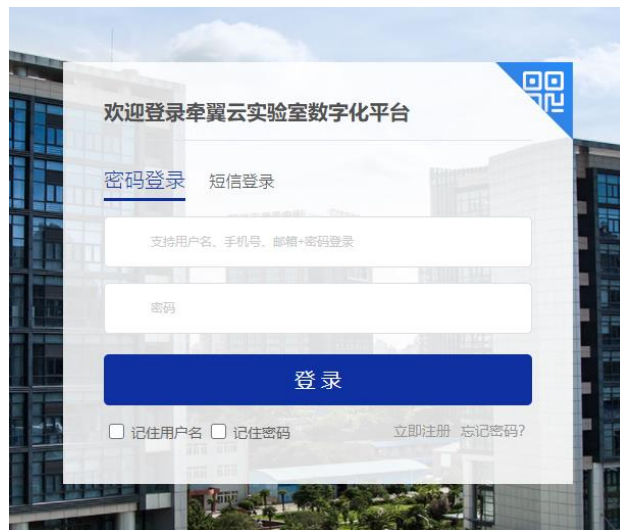 欢迎登录牵翼云实验室数字化平台
密码登录 短信登录
支持用户名、手机号、邮箱+密码登录
密码
登录
记住用户名 记住密码 立即注册 忘记密码?